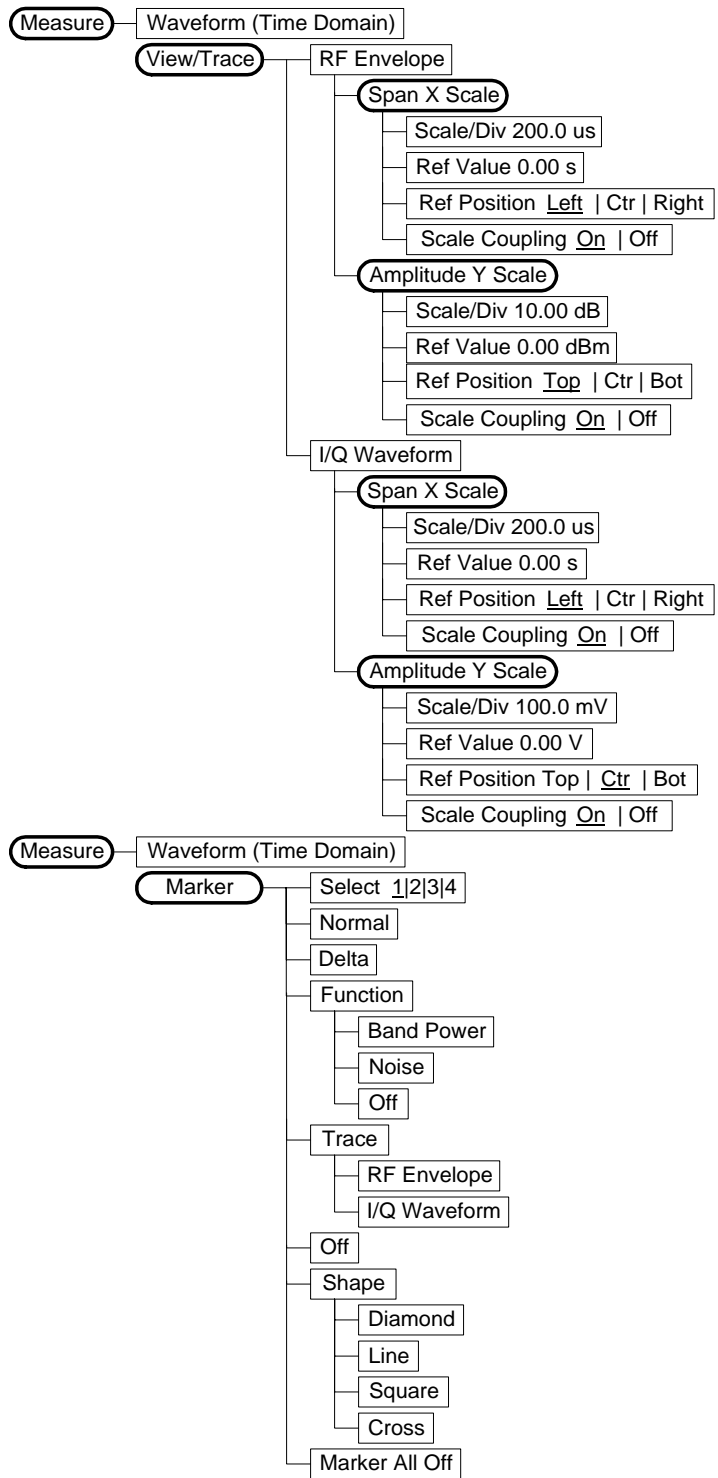 Measure
Waveform (Time Domain)
View/Trace
RF Envelope
Span X Scale
Scale/Div 200.0 us
Ref Value 0.00 s
Ref Position Left | Ctr | Right
Scale Coupling On | Off
Amplitude Y Scale
Scale/Div 10.00 dB
Ref Value 0.00 dBm
Ref Position Top | Ctr | Bot
Scale Coupling On | Off
I/Q Waveform
Span X Scale
Scale/Div 200.0 us
Ref Value 0.00 s
Ref Position Left | Ctr | Right
Scale Coupling On | Off
Amplitude Y Scale
Scale/Div 100.0 mV
Ref Value 0.00 V
Ref Position Top | Ctr | Bot
Scale Coupling On | Off
Measure
Waveform (Time Domain)
Marker
Select 1|2|3|4
Normal
Delta
Function
Band Power
Noise
Off
Trace
RF Envelope
I/Q Waveform
Off
Shape
Diamond
Line
Square
Cross
Marker All Off